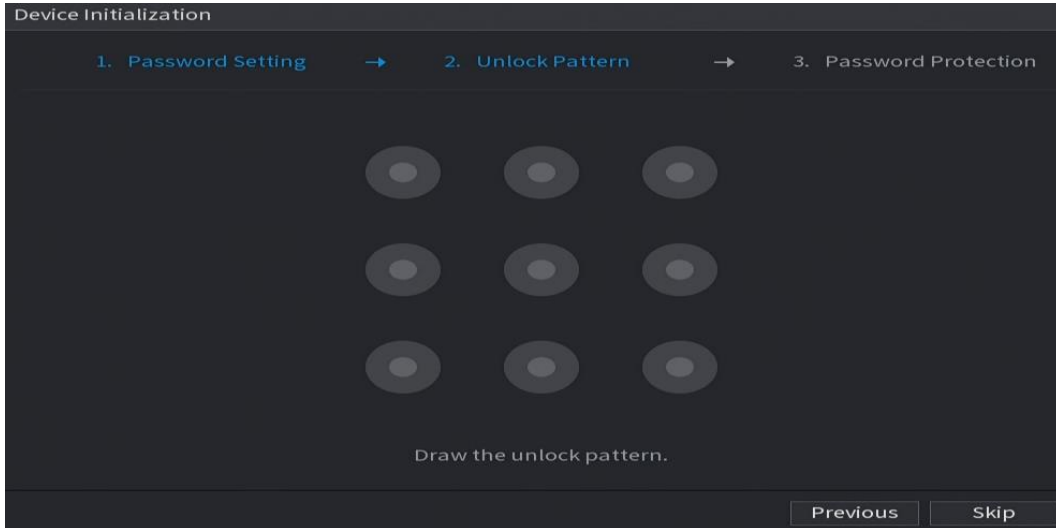 Device Initialization
1. Password Setting → 2. Unlock Pattern → 3. Password Protection
Draw the unlock pattern.
Previous Skip